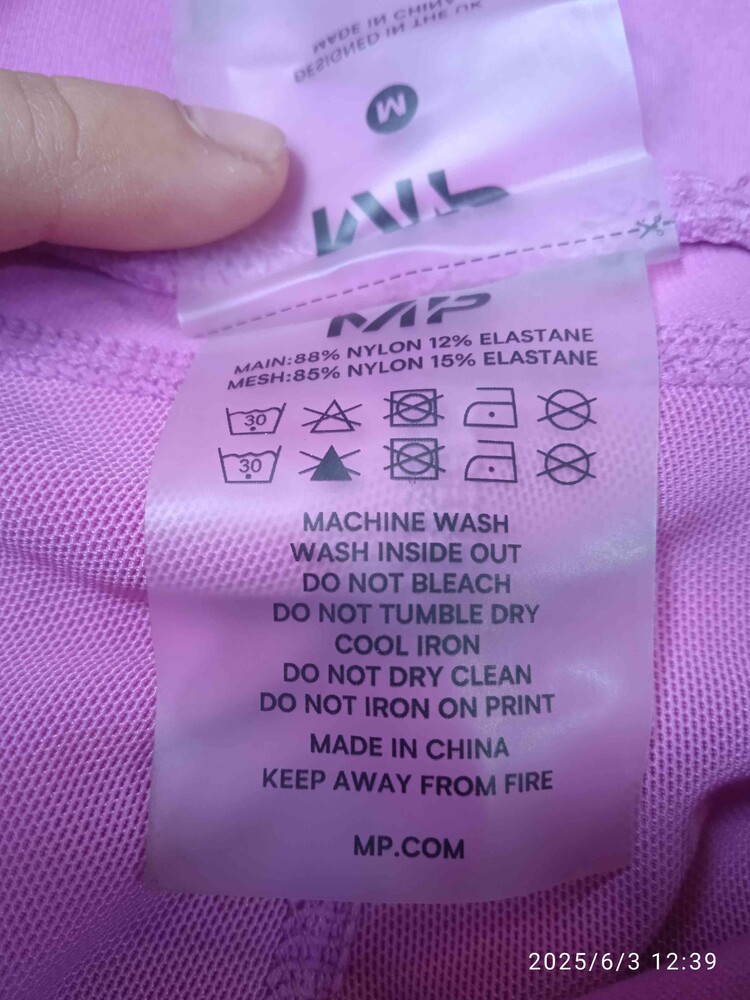 MADE IN CHINA
DESIGNED IN THE UK
M
MP
MP
MAIN:88% NYLON 12% ELASTANE
MESH:85% NYLON 15% ELASTANE
30
30
MACHINE WASH
WASH INSIDE OUT
DO NOT BLEACH
DO NOT TUMBLE DRY
COOL IRON
DO NOT DRY CLEAN
DO NOT IRON ON PRINT
MADE IN CHINA
KEEP AWAY FROM FIRE
MP.COM
2025/6/3 12:39